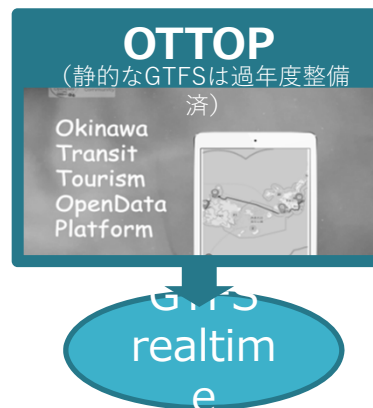 OTTOP
（静的なGTFSは過年度整備
済）
Okinawa
Transit
Tourism
OpenData
Platform
GTFS
realtim
e